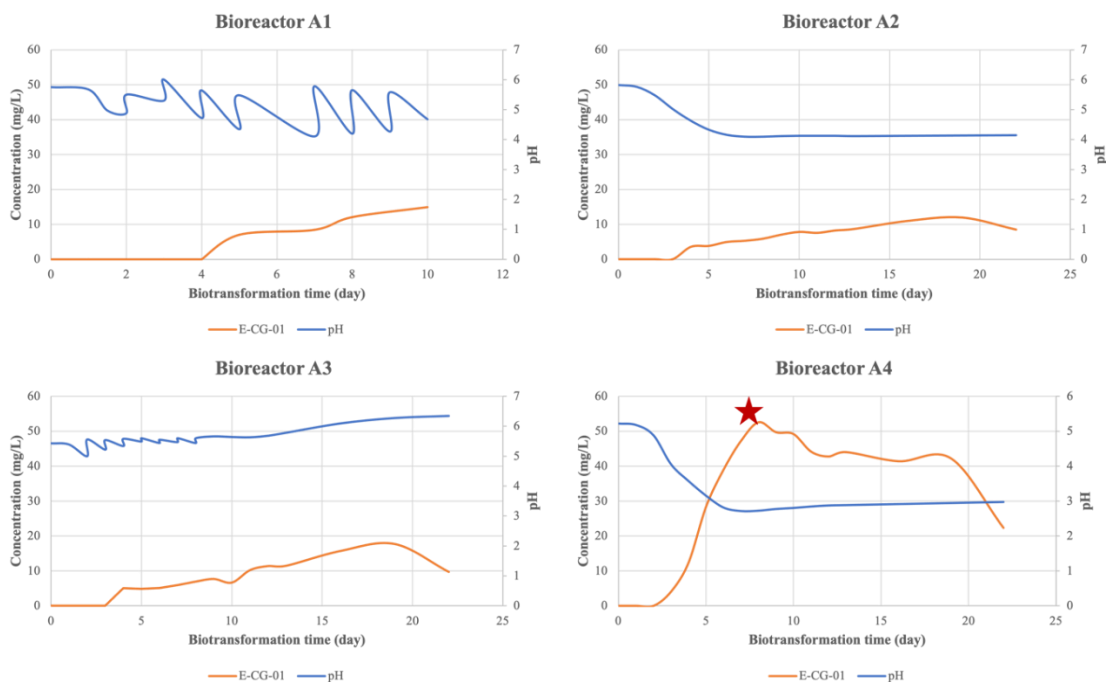 Bioreactor A1
60
50
40
30
20
10
0
Concentration (mg/L)
7
6
5
4
3
2
1
0
pH
0 2 4 6 8 10 12
Biotransformation time (day)
E-CG-01 pH
Bioreactor A2
60
50
40
30
20
10
0
Concentration (mg/L)
7
6
5
4
3
2
1
0
pH
0 5 10 15 20 25
Biotransformation time (day)
E-CG-01 pH
Bioreactor A3
60
50
40
30
20
10
0
Concentration (mg/L)
7
6
5
4
3
2
1
0
pH
0 5 10 15 20 25
Biotransformation time (day)
E-CG-01 pH
Bioreactor A4
60
50
40
30
20
10
0
Concentration (mg/L)
6
5
4
3
2
1
0
pH
0 5 10 15 20 25
Biotransformation time (day)
E-CG-01 pH